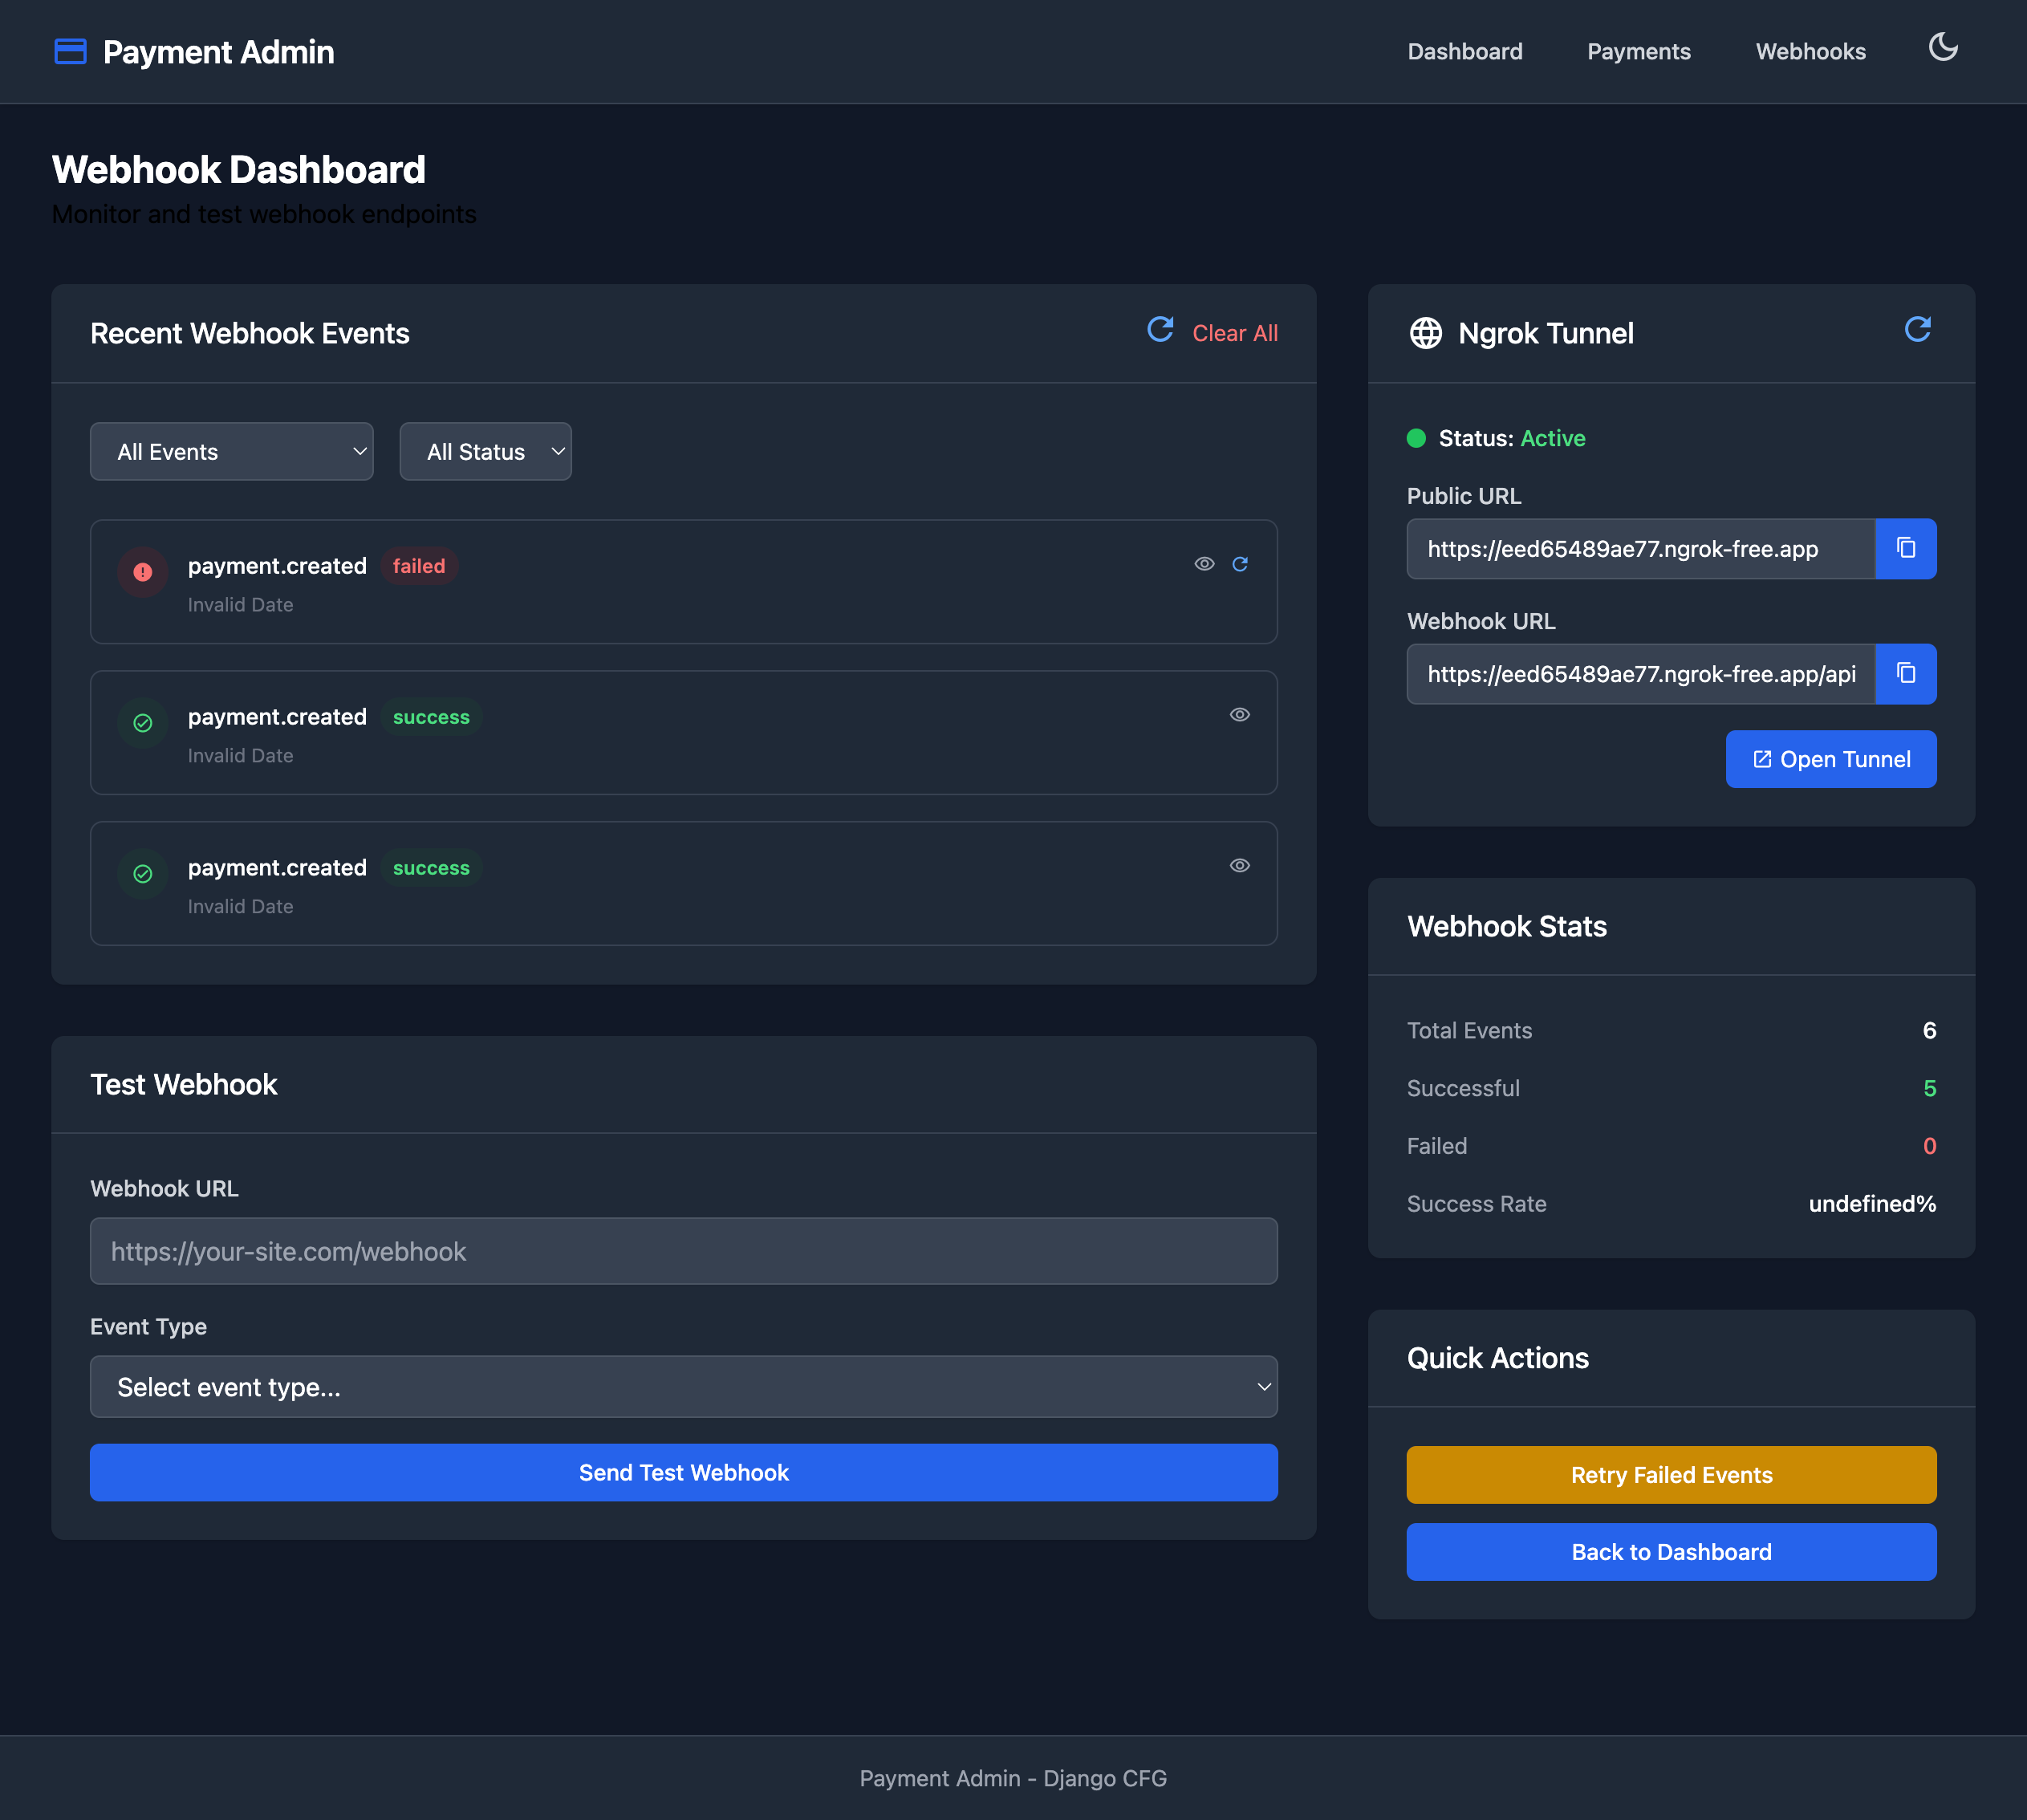 Payment Admin
Dashboard
Payments
Webhooks
Webhook Dashboard
Monitor and test webhook endpoints
Recent Webhook Events
Clear All
All Events
All Status
payment.created failed
Invalid Date
payment.created success
Invalid Date
payment.created success
Invalid Date
Test Webhook
Webhook URL
https://your-site.com/webhook
Event Type
Select event type...
Send Test Webhook
Ngrok Tunnel
Status: Active
Public URL
https://eed65489ae77.ngrok-free.app
Webhook URL
https://eed65489ae77.ngrok-free.app/api
Open Tunnel
Webhook Stats
Total Events 6
Successful 5
Failed 0
Success Rate undefined%
Quick Actions
Retry Failed Events
Back to Dashboard
Payment Admin - Django CFG